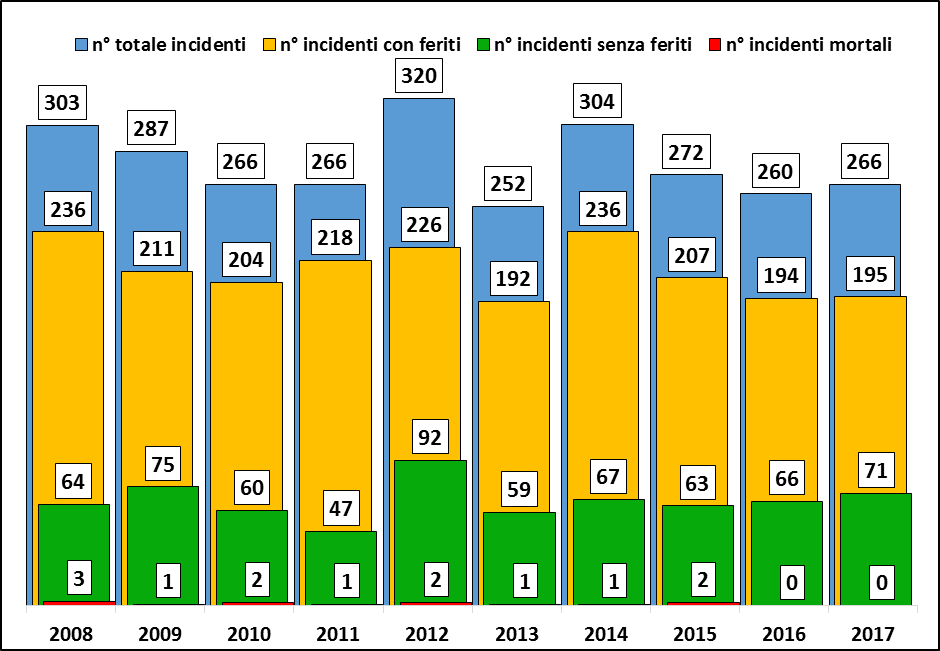 n° totale incidenti n° incidenti con feriti n° incidenti senza feriti n° incidenti mortali
303 287 266 266 320 252 304 272 260 266
236 211 204 218 226 192 236 207 194 195
64 75 60 47 92 59 67 63 66 71
3 1 2 1 2 1 1 2 0 0
2008 2009 2010 2011 2012 2013 2014 2015 2016 2017